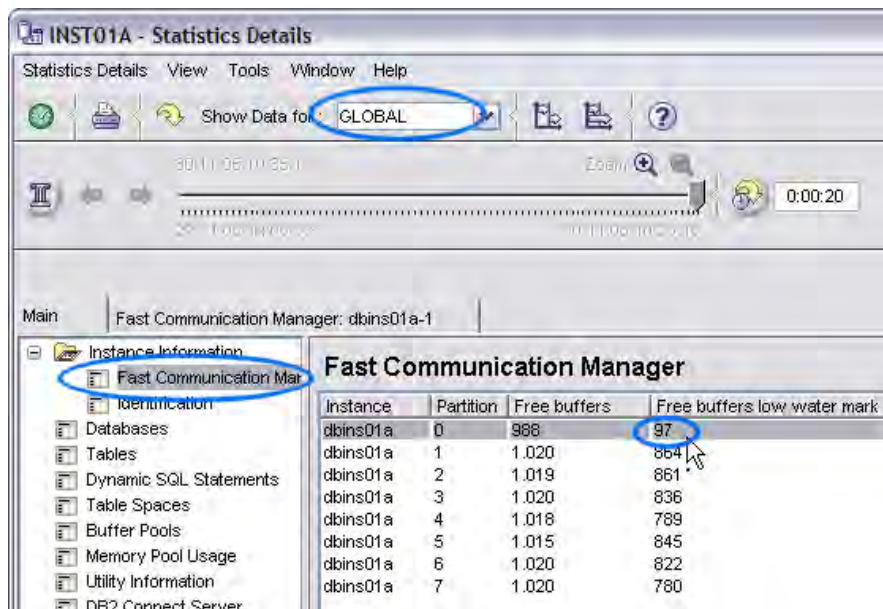 INST01A - Statistics Details
Statistics Details View Tools Window Help
Show Data for: GLOBAL
Zoom
0:00:20
Main Fast Communication Manager: dbins01a-1
Instance Information
Fast Communication Mar
Identification
Databases
Tables
Dynamic SQL Statements
Table Spaces
Buffer Pools
Memory Pool Usage
Utility Information
DB2 Connect Server
Fast Communication Manager
Instance Partition Free buffers Free buffers low water mark
dbins01a 0 988 97
dbins01a 1 1.020 864
dbins01a 2 1.019 861
dbins01a 3 1.020 836
dbins01a 4 1.018 789
dbins01a 5 1.015 845
dbins01a 6 1.020 822
dbins01a 7 1.020 780